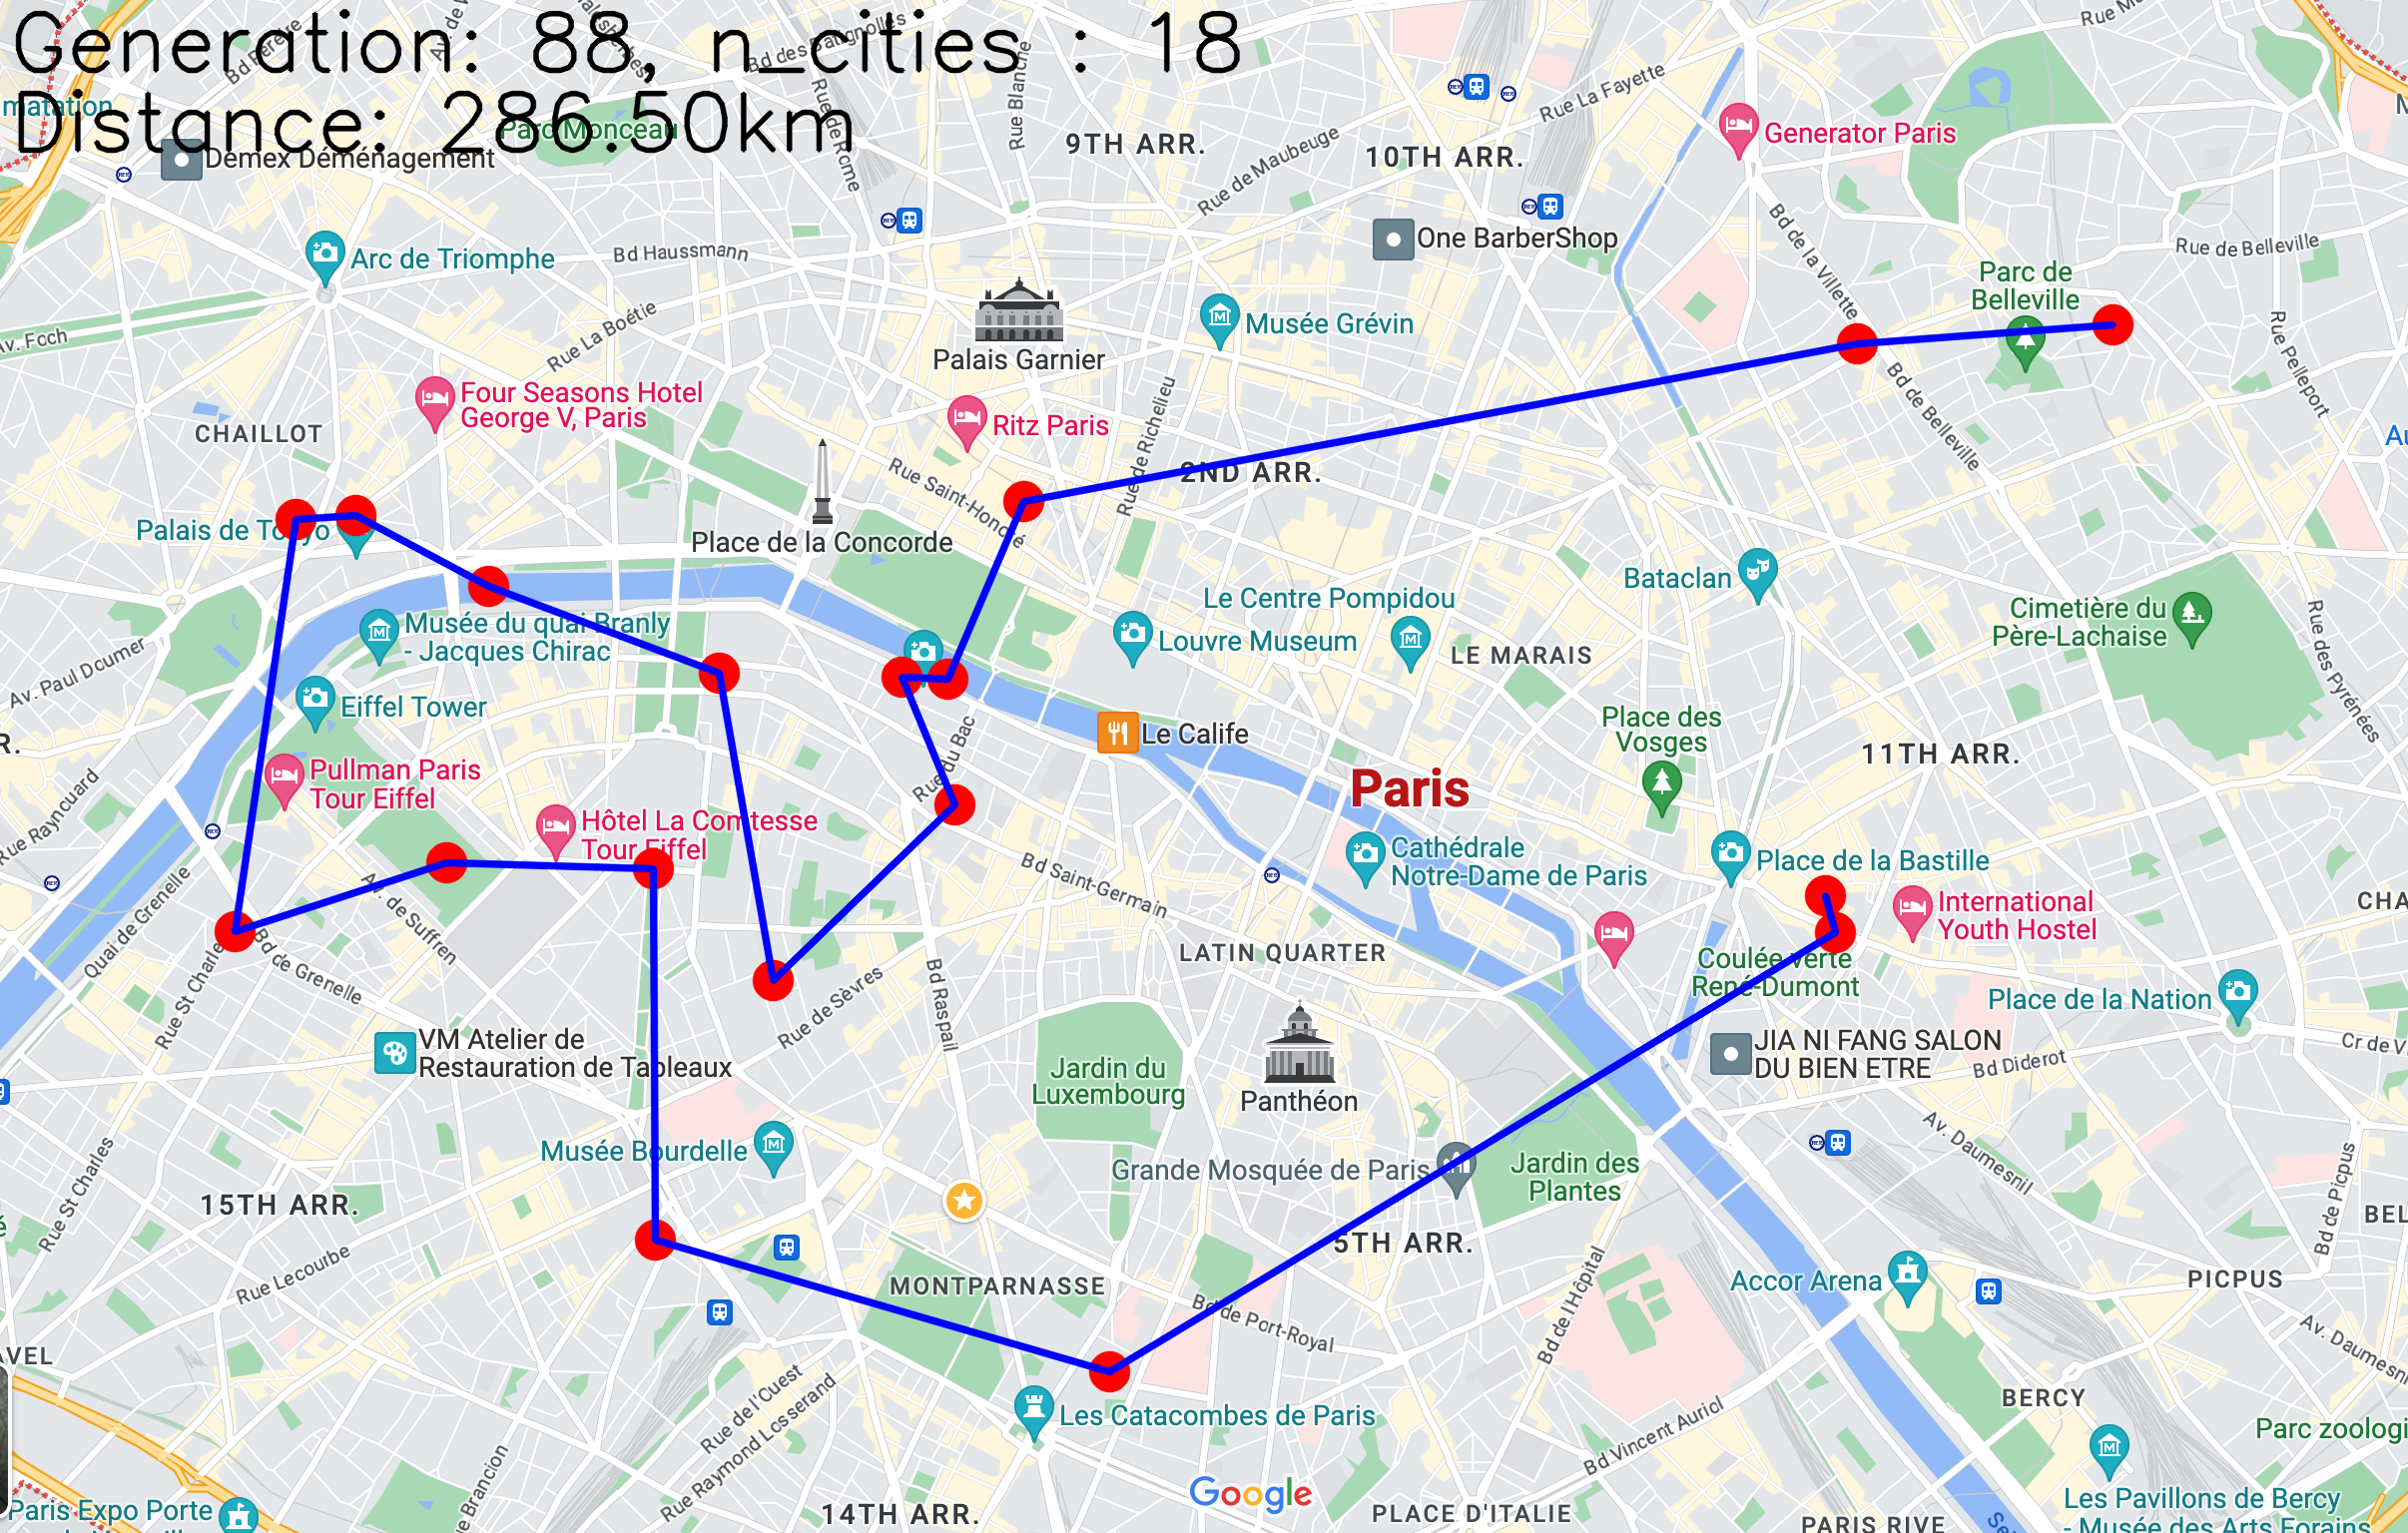 Generation: 88, n_cities : 18
Distance: 286.50km
Bd Pereire
Bd des Batignolles
Rue Blanche
Rue de Rome
Parc Monceau
Demex Déménagement
9TH ARR.
10TH ARR.
Rue La Fayette
Rue de Maubeuge
Generator Paris
Bd de la Villette
Rue de Belleville
Arc de Triomphe
Bd Haussmann
One BarberShop
Parc de
Belleville
Av. Foch
Rue La Boétie
Palais Garnier
Musée Grévin
Rue Pelleport
Bd de Belleville
Four Seasons Hotel
George V, Paris
CHAILLOT
Ritz Paris
Rue de Richelieu
2ND ARR.
Rue Saint-Honoré
Palais de Tokyo
Place de la Concorde
Bataclan
Le Centre Pompidou
Louvre Museum
LE MARAIS
Cimetière du
Père-Lachaise
Rue des Pyrénées
Musée du quai Branly
- Jacques Chirac
Av. Paul Doumer
Eiffel Tower
Le Calife
Rue du Bac
Place des
Vosges
11TH ARR.
Paris
Pullman Paris
Tour Eiffel
Rue Raynouard
Hôtel La Comtesse
Tour Eiffel
Cathédrale
Notre-Dame de Paris
Place de la Bastille
Bd Saint-Germain
International
Youth Hostel
CHA
Quai de Grenelle
Av. de Suffren
Bd de Grenelle
Rue St Charles
LATIN QUARTER
Coulée verte
René-Dumont
Rue de Sèvres
Bd Raspail
Place de la Nation
VM Atelier de
Restauration de Tableaux
JIA NI FANG SALON
DU BIEN ETRE
Bd Diderot
Cr de V
Jardin du
Luxembourg
Panthéon
Av. Daumesnil
Musée Bourdelle
Grande Mosquée de Paris
Jardin des
Plantes
Bd de Picpus
Rue St Charles
15TH ARR.
5TH ARR.
BEL
Rue Lecourbe
MONTPARNASSE
Bd de Port-Royal
Bd de l'Hôpital
Accor Arena
PICPUS
Av. Daumesni
AVEL
Rue de l'Ouest
Rue Raymond Losserand
Les Catacombes de Paris
Bd Vincent Auriol
BERCY
Parc zoologi
e Brancion
Google
Paris Expo Porte
14TH ARR.
PLACE D'ITALIE
PARIS RIVE
Les Pavillons de Bercy
- Musée des Arts Forains